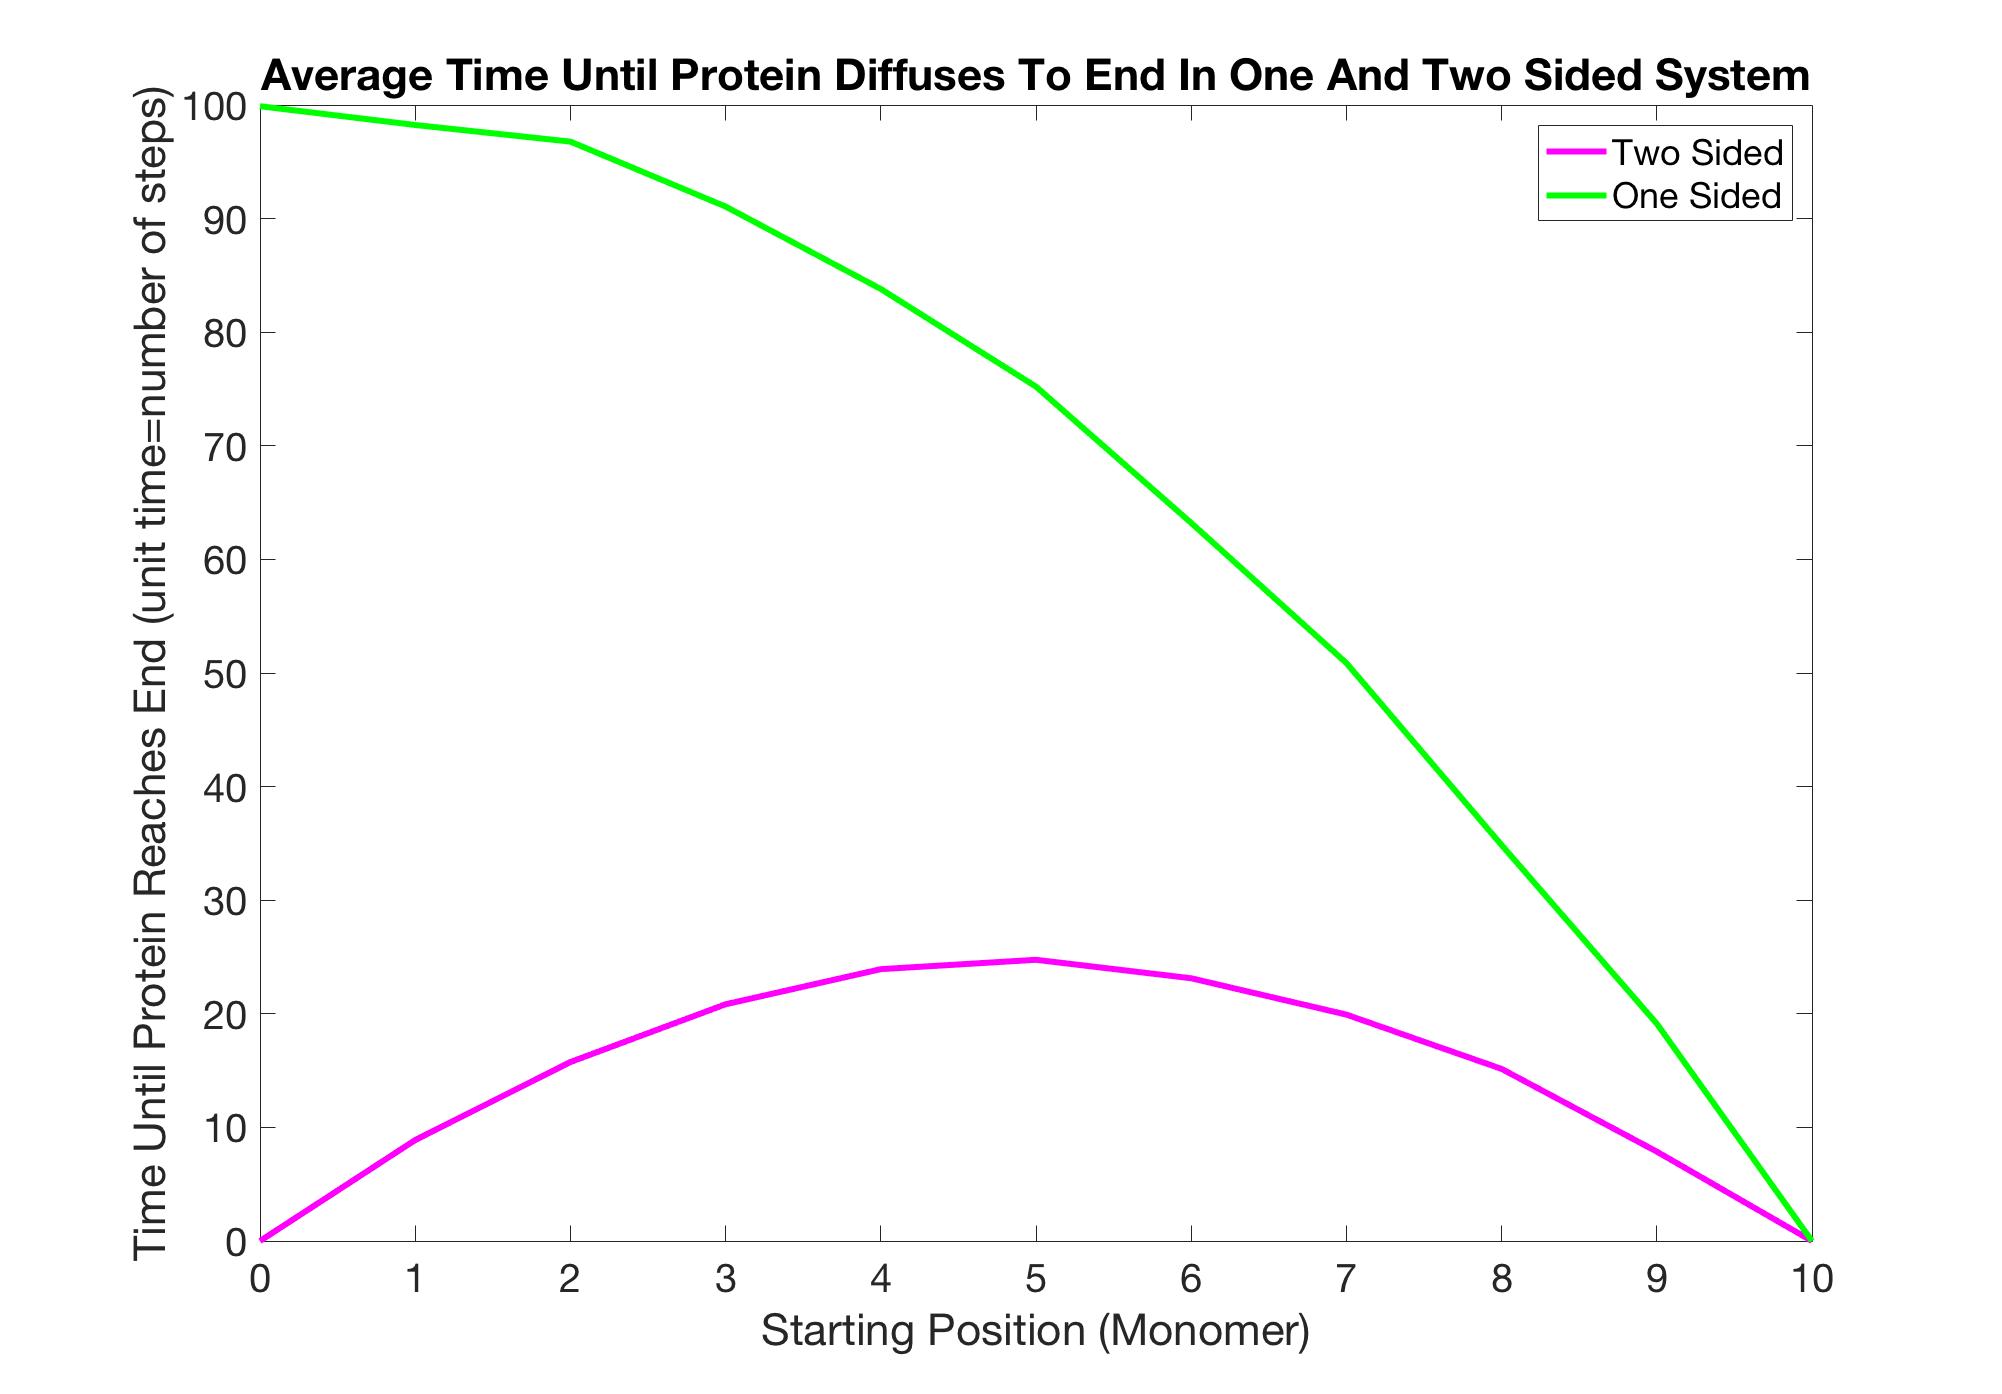 Average Time Until Protein Diffuses To End In One And Two Sided System
Time Until Protein Reaches End (unit time=number of steps)
100
90
80
70
60
50
40
30
20
10
0
Two Sided
One Sided
0 1 2 3 4 5 6 7 8 9 10
Starting Position (Monomer)